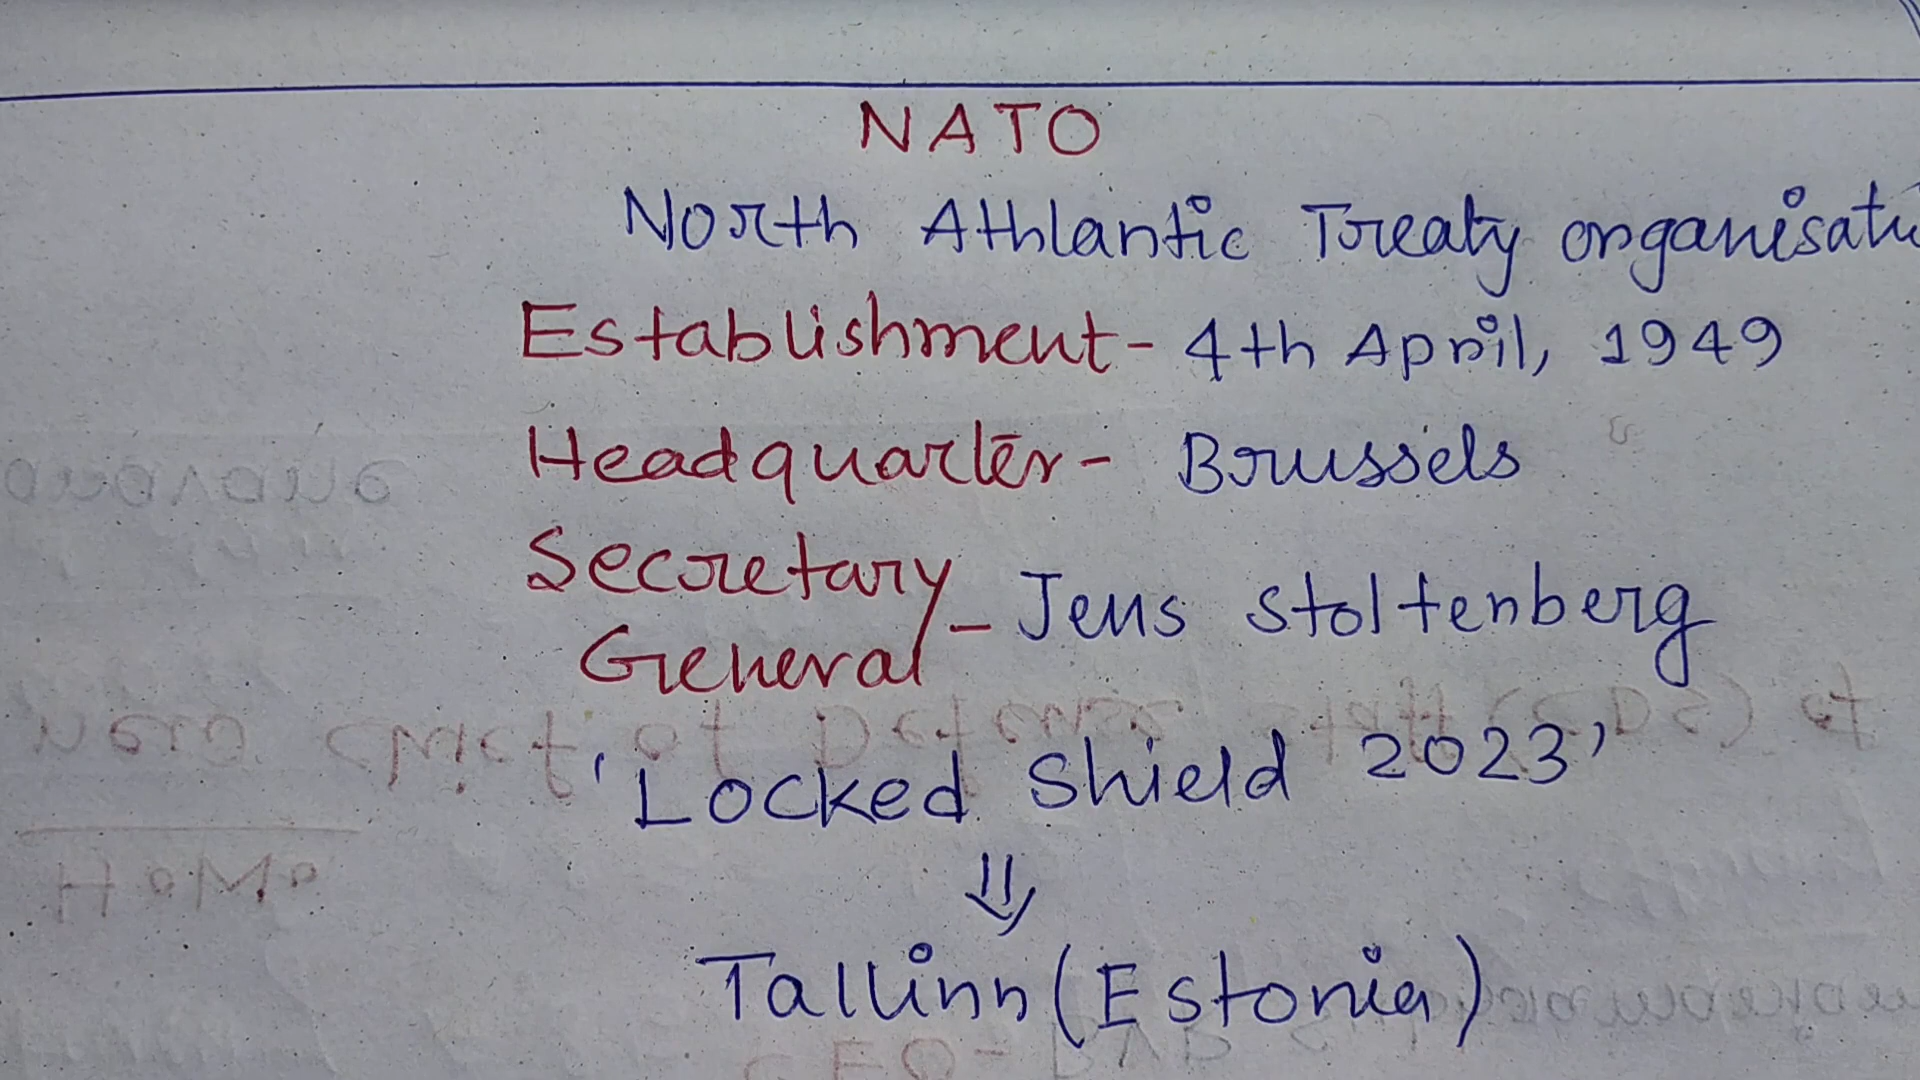 NATO
North Athlantic Treaty organisati
Establishment - 4th April, 1949
Headquarter - Brussels
Secretary
General - Jens stoltenberg
'Locked Shield 2023'
⇓
Tallinn (Estonia)